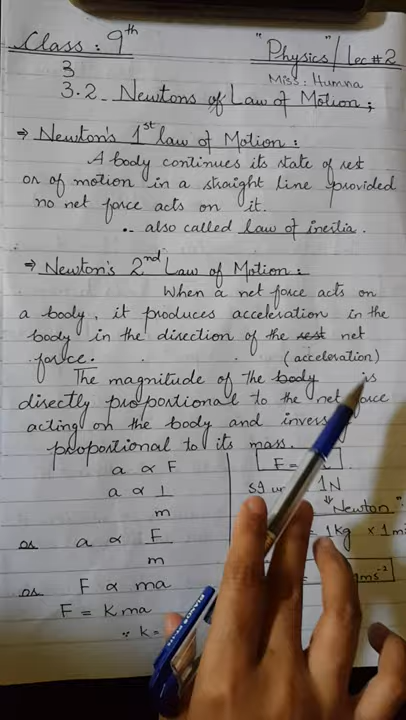 Class: 9th
"Physics"/Lec #2
3
Miss: Humna
3.2_ Newtons of Law of Motion;
⇒ Newton's 1st law of Motion:
A body continues its state of rest
or of motion in a straight line provided
no net force acts on it.
∴ also called law of inertia.
⇒ Newton's 2nd Law of Motion:
When a net force acts on
a body, it produces acceleration in the
body in the direction of the rest net
force.
(acceleration)
The magnitude of the body is
directly proportional to the net force
acting on the body and
proportional to its mass.
a ∝ F
a ∝ 1/m
or a ∝ F/m
or F ∝ ma
F = Kma
∵ k =
F =
SI
1N
⇓
Newton"
= 1kg × 1m
ms⁻²